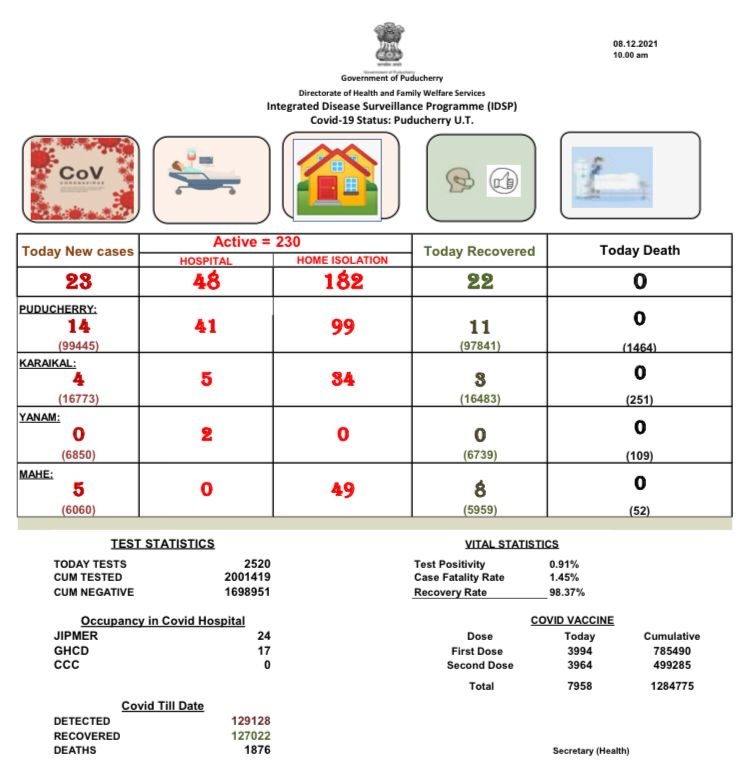 08.12.2021
10.00 am
Government of Puducherry
Directorate of Health and Family Welfare Services
Integrated Disease Surveillance Programme (IDSP)
Covid-19 Status: Puducherry U.T.
CoV
CORONAVIRUS
Today New cases
Active = 230
HOSPITAL HOME ISOLATION
Today Recovered
Today Death
23 48 182 22 0
PUDUCHERRY:
14 41 99 11 0
(99445) (97841) (1464)
KARAIKAL:
4 5 34 3 0
(16773) (16483) (251)
YANAM:
0 2 0 0 0
(6850) (6739) (109)
MAHE:
5 0 49 8 0
(6060) (5959) (52)
TEST STATISTICS
TODAY TESTS 2520
CUM TESTED 2001419
CUM NEGATIVE 1698951
VITAL STATISTICS
Test Positivity 0.91%
Case Fatality Rate 1.45%
Recovery Rate 98.37%
Occupancy in Covid Hospital
JIPMER 24
GHCD 17
CCC 0
COVID VACCINE
Dose Today Cumulative
First Dose 3994 785490
Second Dose 3964 499285
Total 7958 1284775
Covid Till Date
DETECTED 129128
RECOVERED 127022
DEATHS 1876
Secretary (Health)